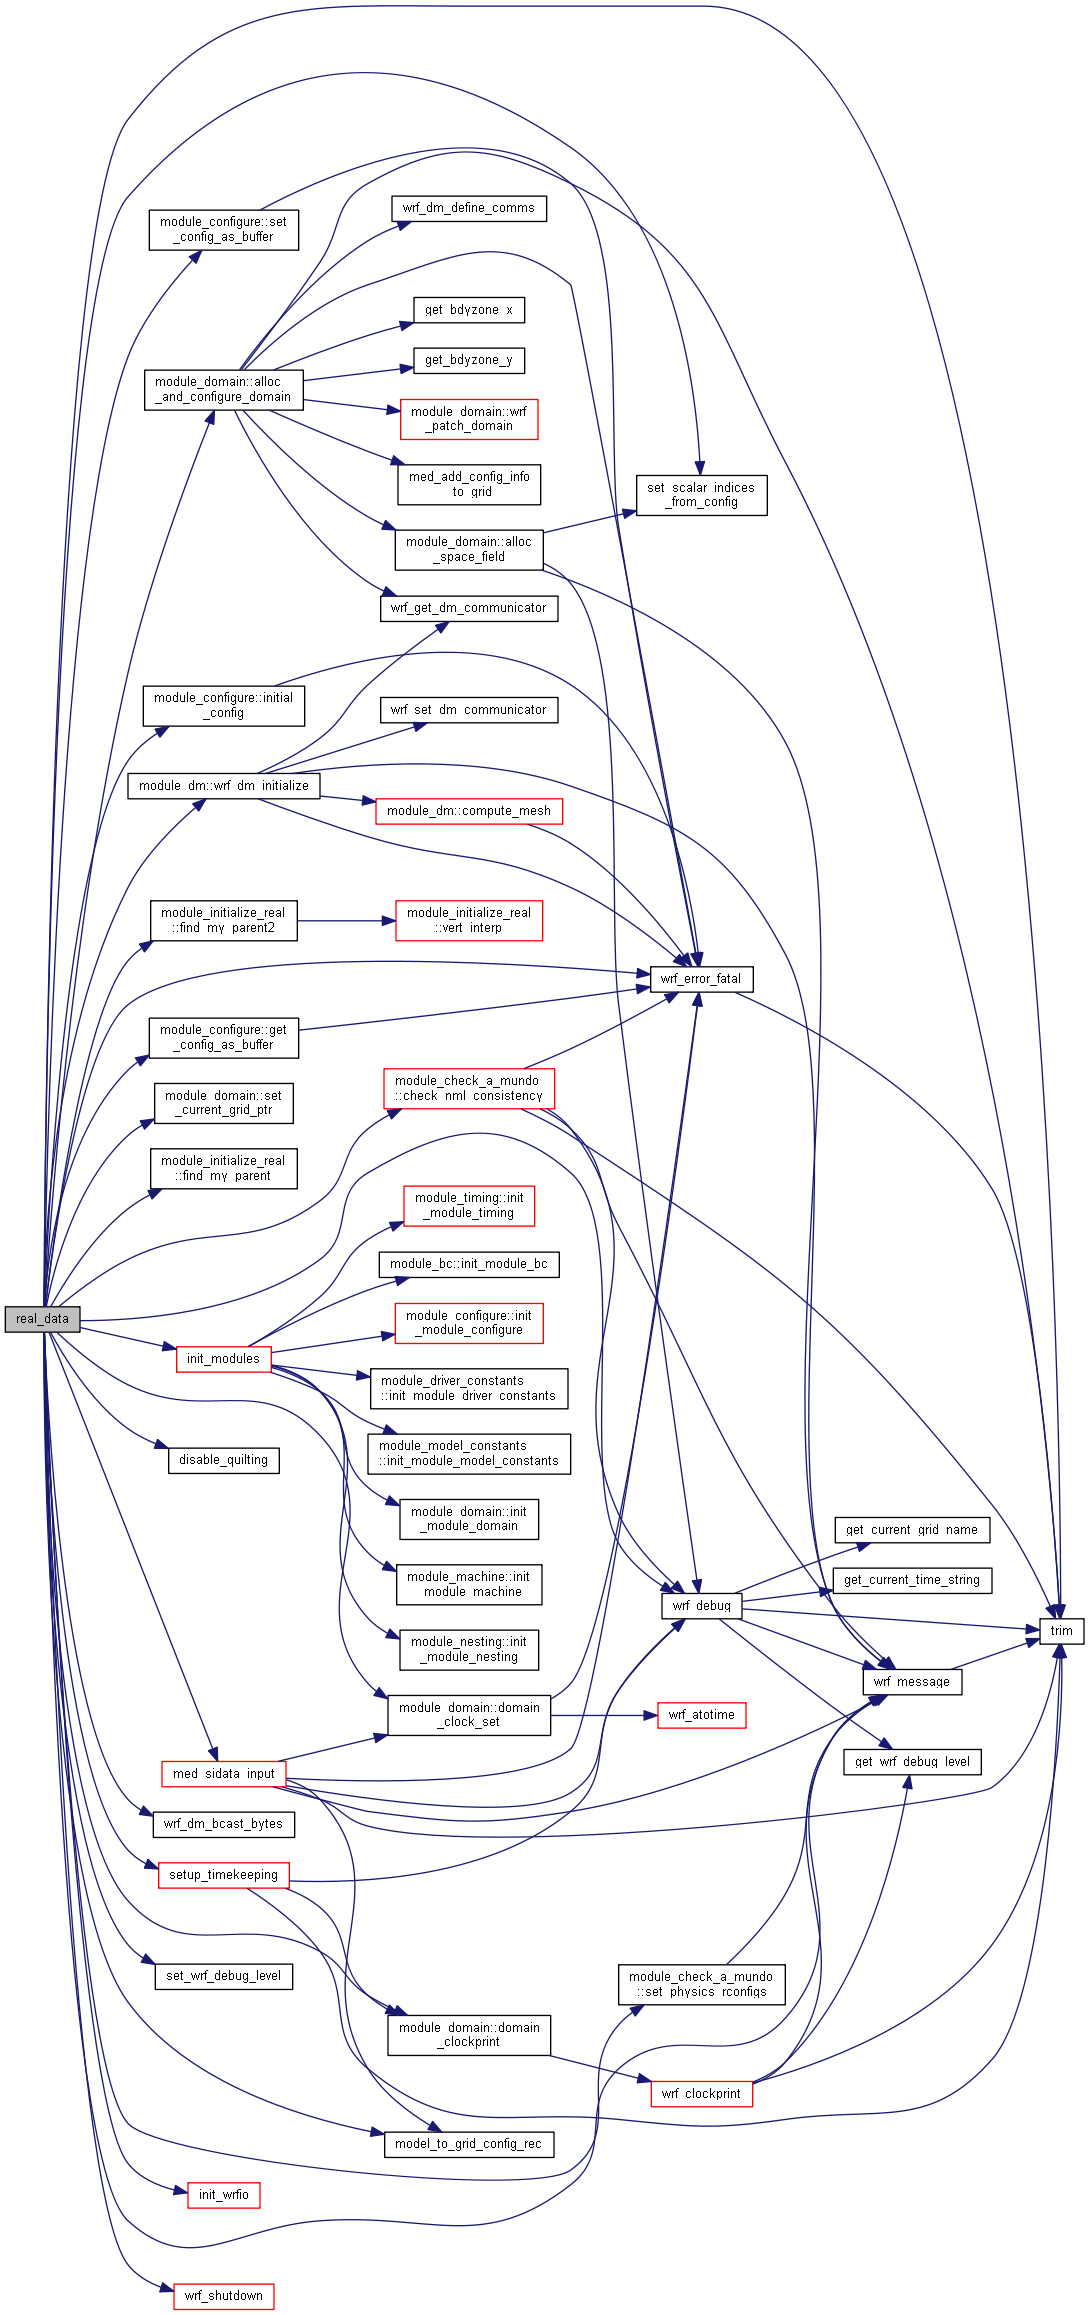 module_configure::set
_config_as_buffer
wrf_dm_define_comms
get_bdyzone_x
get_bdyzone_y
module_domain::alloc
_and_configure_domain
module_domain::wrf
_patch_domain
med_add_config_info
_to_grid
set_scalar_indices
_from_config
module_domain::alloc
_space_field
wrf_get_dm_communicator
module_configure::initial
_config
wrf_set_dm_communicator
module_dm::wrf_dm_initialize
module_dm::compute_mesh
module_initialize_real
::find_my_parent2
module_initialize_real
::vert_interp
wrf_error_fatal
module_configure::get
_config_as_buffer
module_check_a_mundo
::check_nml_consistency
module_domain::set
_current_grid_ptr
module_initialize_real
::find_my_parent
module_timing::init
_module_timing
module_bc::init_module_bc
real_data
module_configure::init
_module_configure
init_modules
module_driver_constants
::init_module_driver_constants
module_model_constants
::init_module_model_constants
disable_quilting
module_domain::init
_module_domain
get_current_grid_name
module_machine::init
_module_machine
get_current_time_string
wrf_debug
trim
module_nesting::init
_module_nesting
wrf_message
module_domain::domain
_clock_set
wrf_atotime
get_wrf_debug_level
med_sidata_input
wrf_dm_bcast_bytes
setup_timekeeping
set_wrf_debug_level
module_check_a_mundo
::set_physics_rconfigs
module_domain::domain
_clockprint
wrf_clockprint
model_to_grid_config_rec
init_wrfio
wrf_shutdown